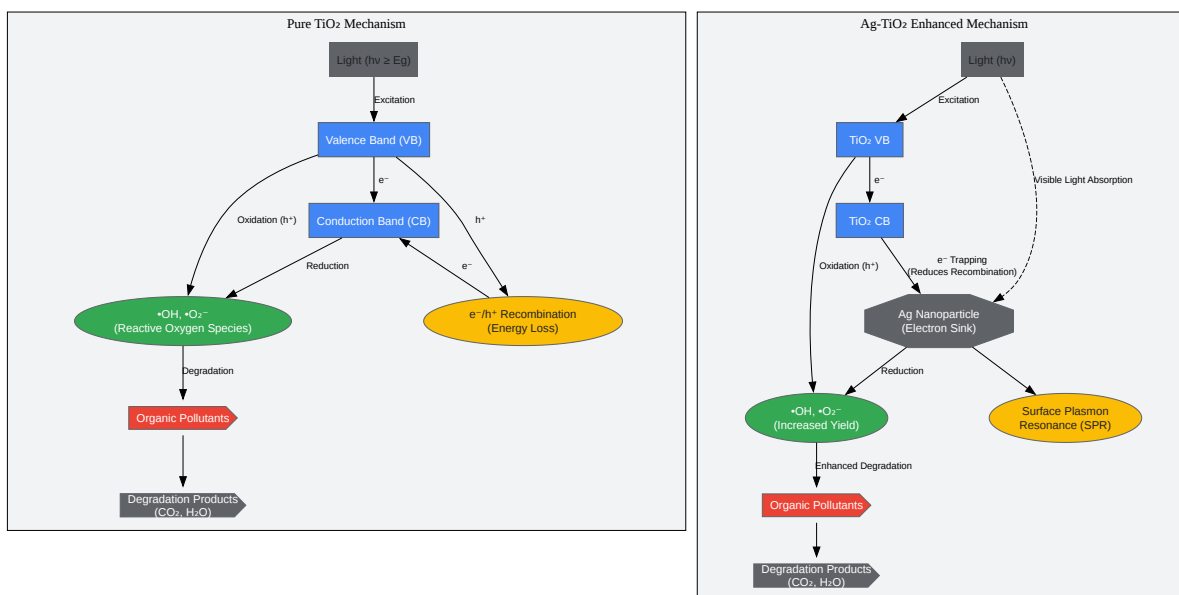 Pure TiO₂ Mechanism
Light (hν ≥ Eg)
Excitation
Valence Band (VB)
e⁻
Oxidation (h⁺)
h⁺
Conduction Band (CB)
Reduction
e⁻
•OH, •O₂⁻
(Reactive Oxygen Species)
e⁻/h⁺ Recombination
(Energy Loss)
Degradation
Organic Pollutants
Degradation Products
(CO₂, H₂O)
Ag-TiO₂ Enhanced Mechanism
Light (hν)
Excitation
TiO₂ VB
Visible Light Absorption
e⁻
TiO₂ CB
Oxidation (h⁺)
e⁻ Trapping
(Reduces Recombination)
Ag Nanoparticle
(Electron Sink)
Reduction
•OH, •O₂⁻
(Increased Yield)
Surface Plasmon
Resonance (SPR)
Enhanced Degradation
Organic Pollutants
Degradation Products
(CO₂, H₂O)